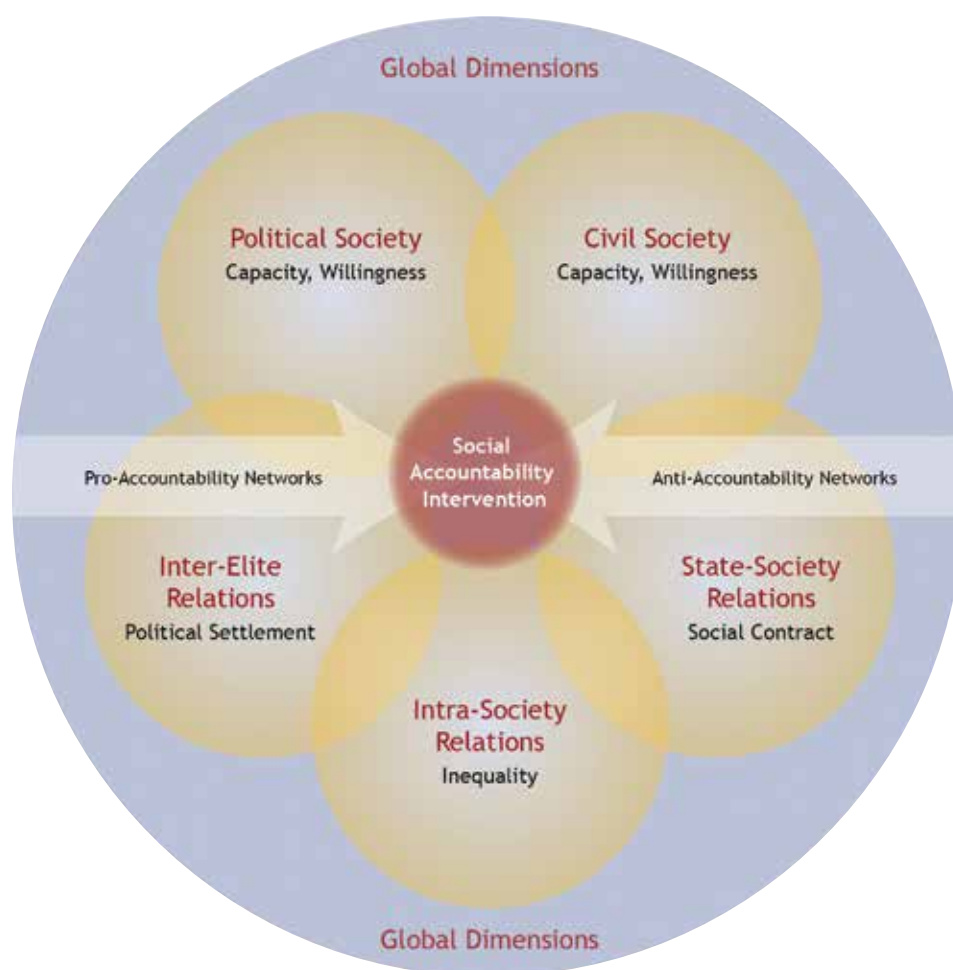 Global Dimensions
Political Society
Capacity, Willingness
Civil Society
Capacity, Willingness
Pro-Accountability Networks
Social
Accountability
Intervention
Anti-Accountability Networks
Inter-Elite
Relations
Political Settlement
State-Society
Relations
Social Contract
Intra-Society
Relations
Inequality
Global Dimensions